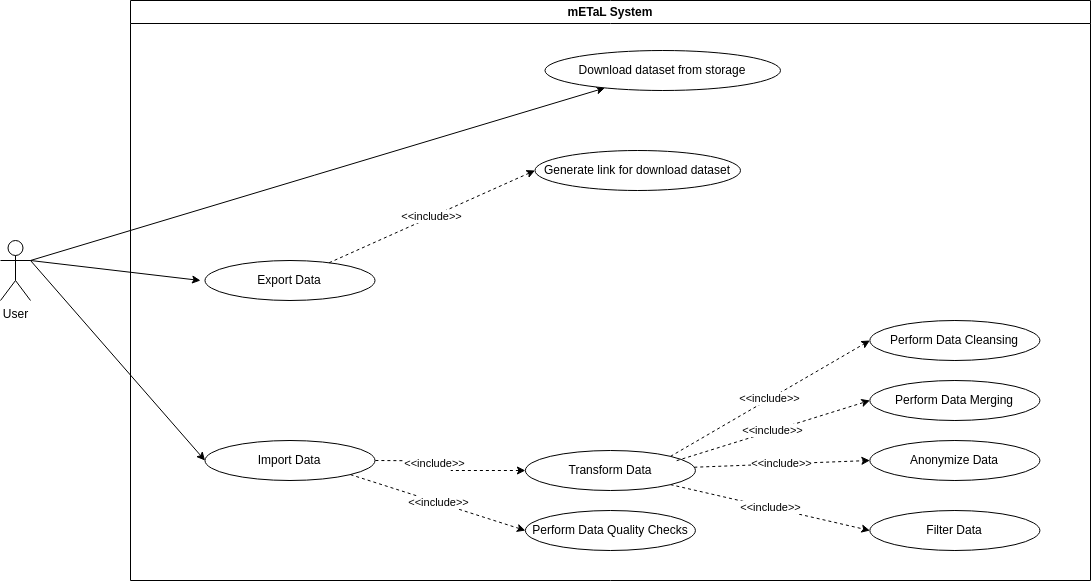 mETaL System
Download dataset from storage
Generate link for download dataset
<<include>>
Export Data
User
Perform Data Cleansing
<<include>>
Perform Data Merging
<<include>>
Import Data
<<include>>
Transform Data
<<include>>
Anonymize Data
<<include>>
<<include>>
Perform Data Quality Checks
Filter Data